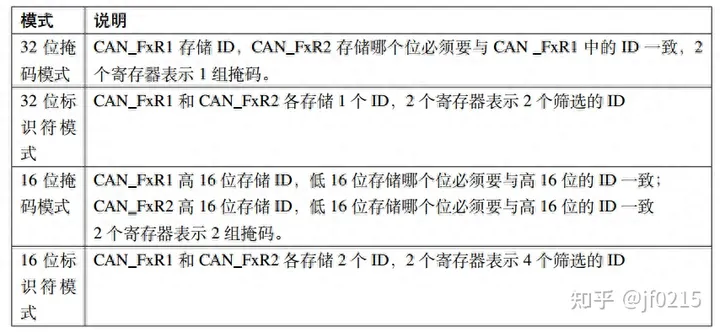 模式 说明
32 位掩 CAN_FxR1 存储 ID，CAN_FxR2 存储哪个位必须要与 CAN _FxR1 中的 ID 一致，2
码模式 个寄存器表示 1 组掩码。
32 位标 CAN_FxR1 和 CAN_FxR2 各存储 1 个 ID，2 个寄存器表示 2 个筛选的 ID
识符模
式
16 位掩 CAN_FxR1 高 16 位存储 ID，低 16 位存储哪个位必须要与高 16 位的 ID 一致；
码模式 CAN_FxR2 高 16 位存储 ID，低 16 位存储哪个位必须要与高 16 位的 ID 一致
2 个寄存器表示 2 组掩码。
16 位标 CAN_FxR1 和 CAN_FxR2 各存储 2 个 ID，2 个寄存器表示 4 个筛选的 ID
识符模
式
知乎 @jf0215